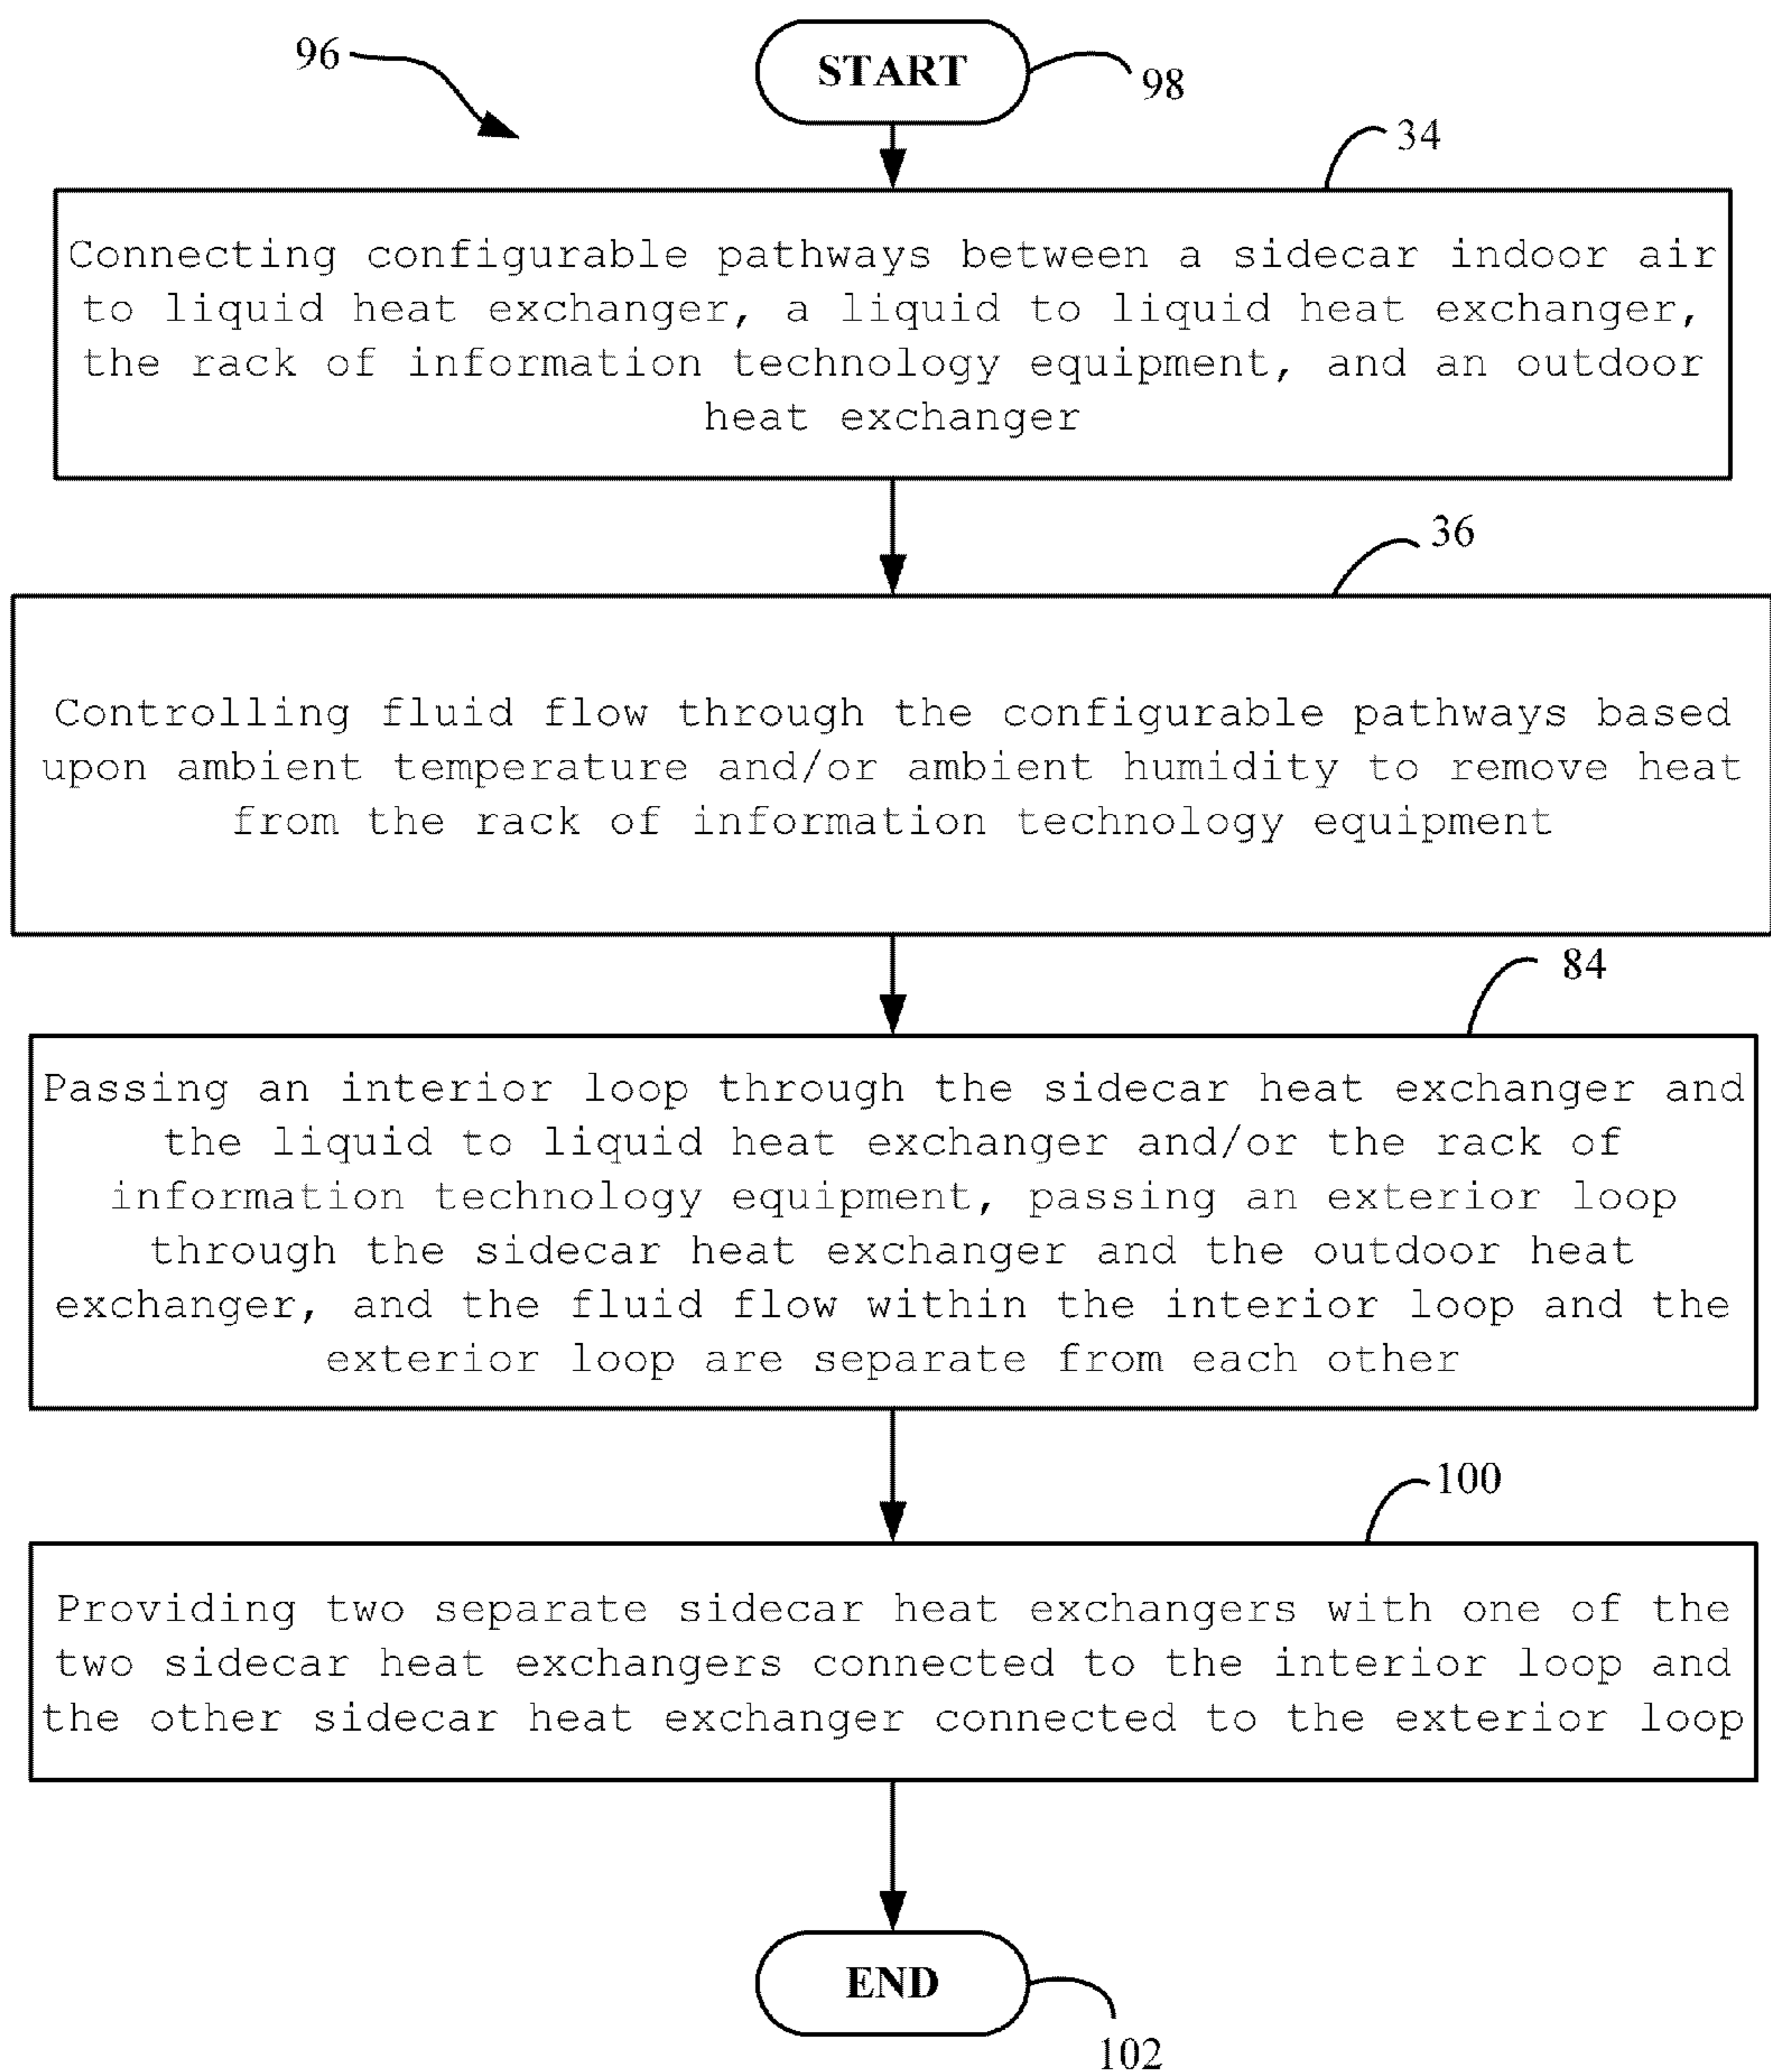 96
START
98
34
Connecting configurable pathways between a sidecar indoor air
to liquid heat exchanger, a liquid to liquid heat exchanger,
the rack of information technology equipment, and an outdoor
heat exchanger
36
Controlling fluid flow through the configurable pathways based
upon ambient temperature and/or ambient humidity to remove heat
from the rack of information technology equipment
84
Passing an interior loop through the sidecar heat exchanger and
the liquid to liquid heat exchanger and/or the rack of
information technology equipment, passing an exterior loop
through the sidecar heat exchanger and the outdoor heat
exchanger, and the fluid flow within the interior loop and the
exterior loop are separate from each other
100
Providing two separate sidecar heat exchangers with one of the
two sidecar heat exchangers connected to the interior loop and
the other sidecar heat exchanger connected to the exterior loop
END
102